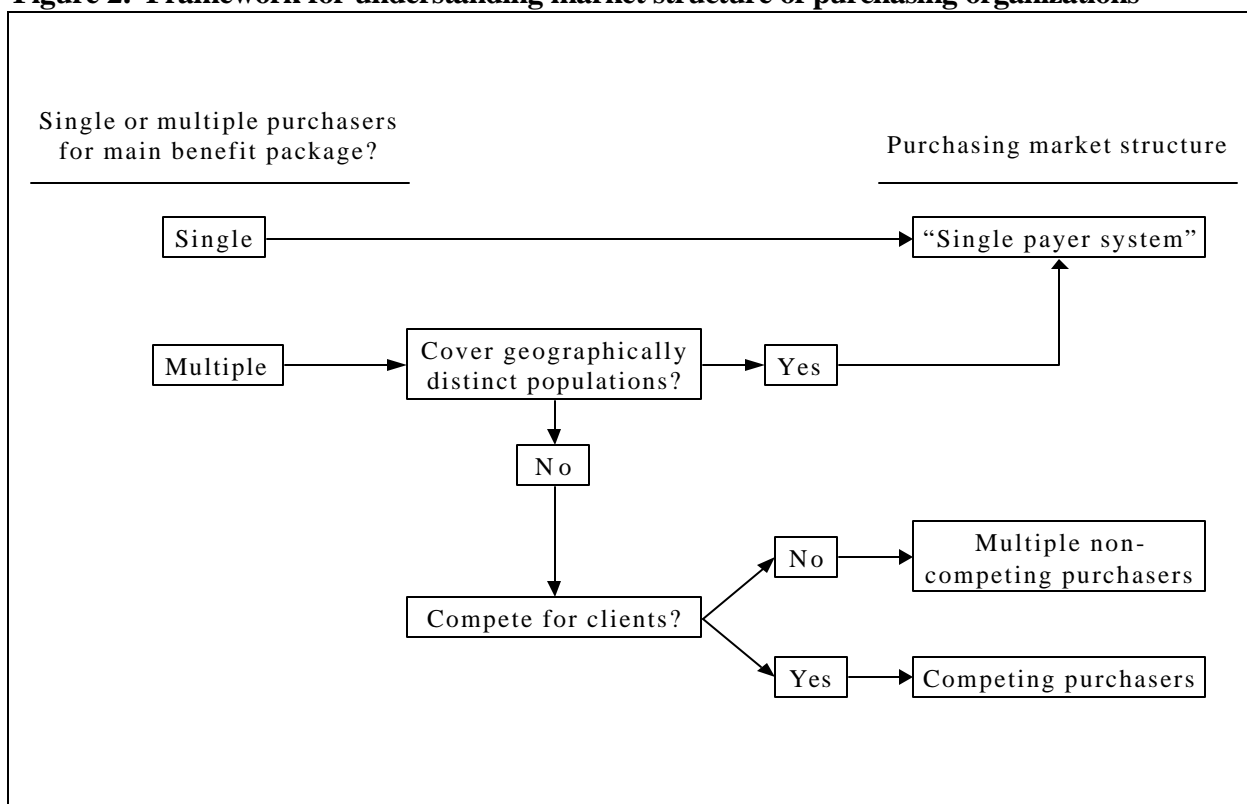 Figure 2.  Framework for understanding market structure of purchasing organizations
Single or multiple purchasers
for main benefit package?
Purchasing market structure
Single
“Single payer system”
Multiple
Cover geographically
distinct populations?
Yes
No
No
Multiple non-
competing purchasers
Compete for clients?
Yes
Competing purchasers